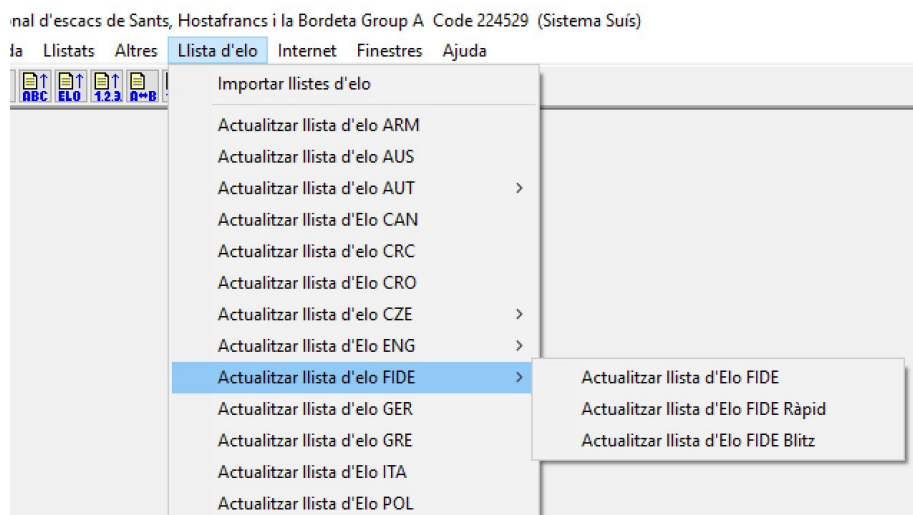 onal d'escacs de Sants, Hostafrancs i la Bordeta Group A Code 224529 (Sistema Suís)
da Llistats Altres Llista d'elo Internet Finestres Ajuda
ABC ELO 1.2.3. A↔B
Importar llistes d'elo
Actualitzar llista d'elo ARM
Actualitzar llista d'elo AUS
Actualitzar llista d'elo AUT
Actualitzar llista d'Elo CAN
Actualitzar llista d'elo CRC
Actualitzar llista d'Elo CRO
Actualitzar llista d'elo CZE
Actualitzar llista d'Elo ENG
Actualitzar llista d'elo FIDE
Actualitzar llista d'Elo FIDE
Actualitzar llista d'elo GER
Actualitzar llista d'Elo FIDE Ràpid
Actualitzar llista d'elo GRE
Actualitzar llista d'Elo FIDE Blitz
Actualitzar llista d'Elo ITA
Actualitzar llista d'Elo POL